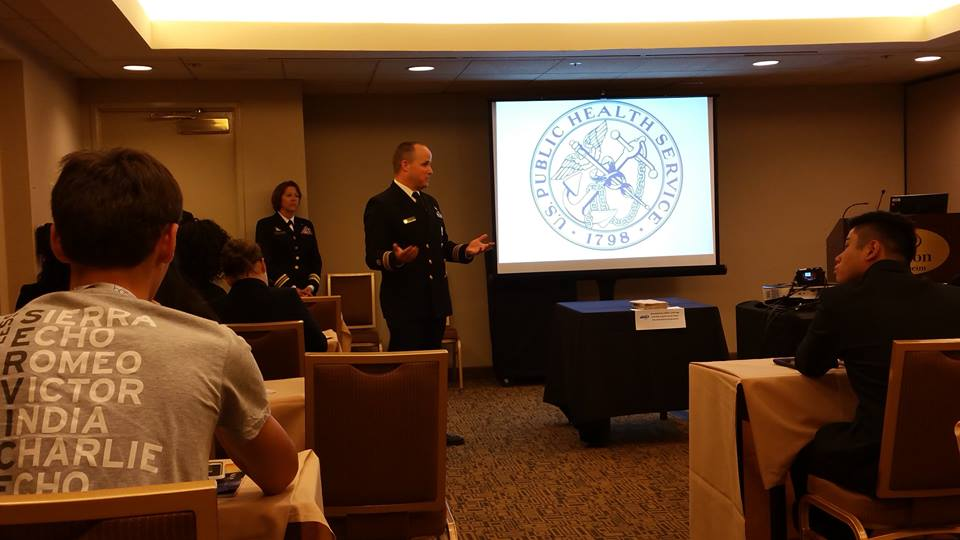 U.S. PUBLIC HEALTH SERVICE
1798
SIERRA
ECHO
ROMEO
VICTOR
INDIA
CHARLIE
ECHO